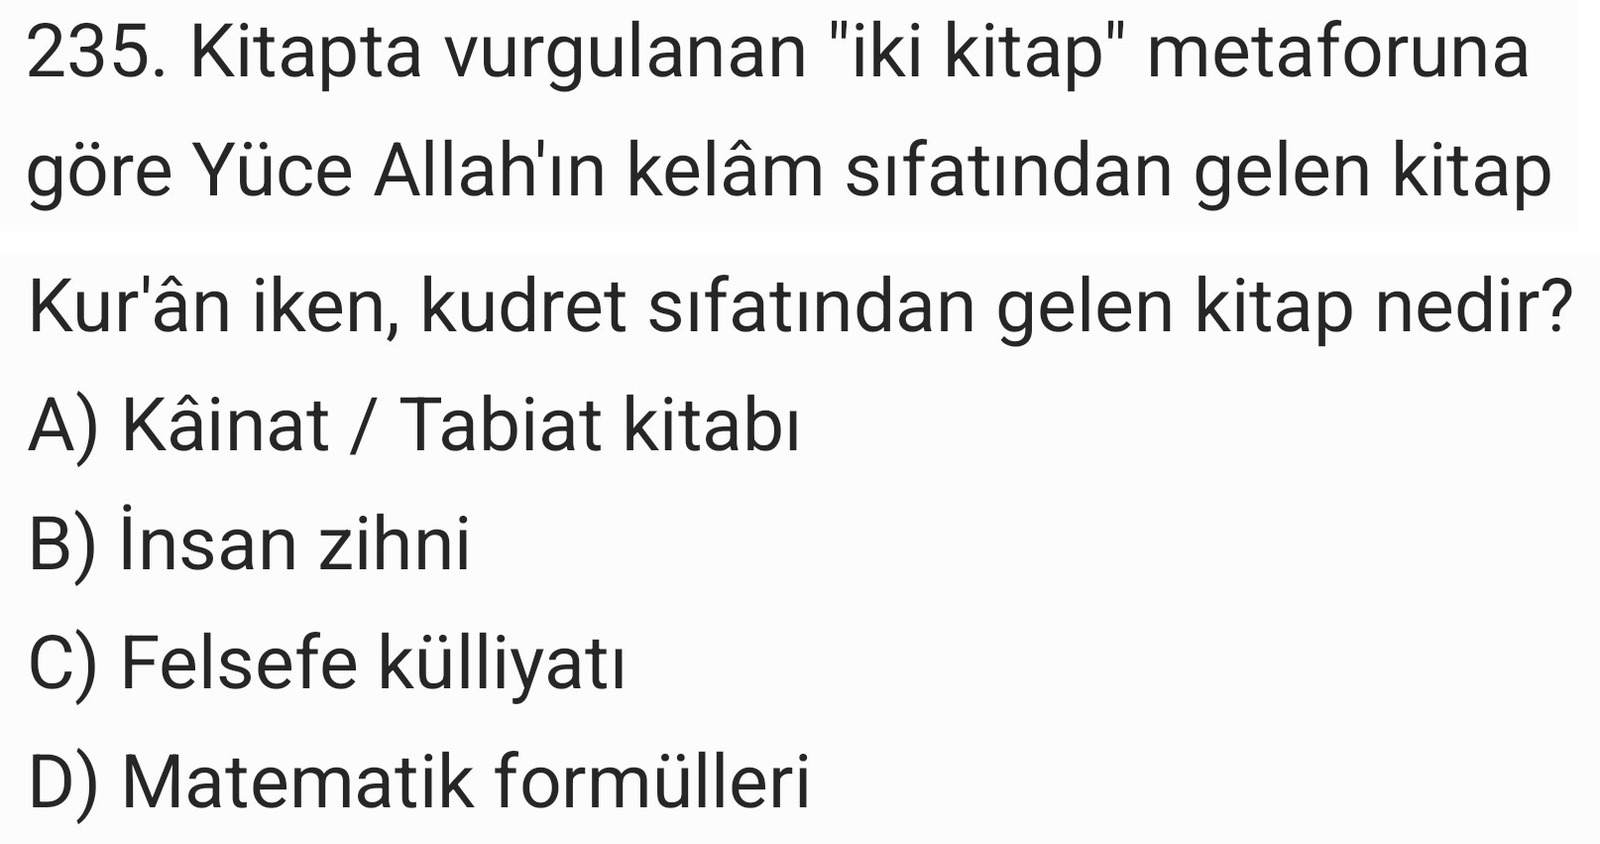 235. Kitapta vurgulanan "iki kitap" metaforuna
göre Yüce Allah'ın kelâm sıfatından gelen kitap
Kur'ân iken, kudret sıfatından gelen kitap nedir?
A) Kâinat / Tabiat kitabı
B) İnsan zihni
C) Felsefe külliyatı
D) Matematik formülleri